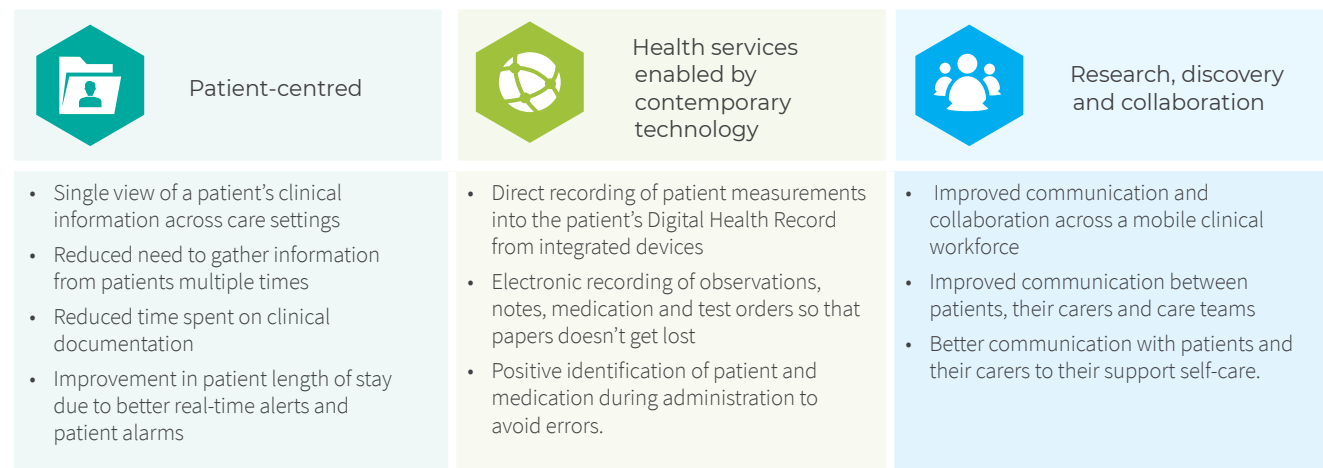 Patient-centred
• Single view of a patient’s clinical
information across care settings
• Reduced need to gather information
from patients multiple times
• Reduced time spent on clinical
documentation
• Improvement in patient length of stay
due to better real-time alerts and
patient alarms
Health services
enabled by
contemporary
technology
• Direct recording of patient measurements
into the patient’s Digital Health Record
from integrated devices
• Electronic recording of observations,
notes, medication and test orders so that
papers doesn’t get lost
• Positive identification of patient and
medication during administration to
avoid errors.
Research, discovery
and collaboration
• Improved communication and
collaboration across a mobile clinical
workforce
• Improved communication between
patients, their carers and care teams
• Better communication with patients and
their carers to their support self-care.